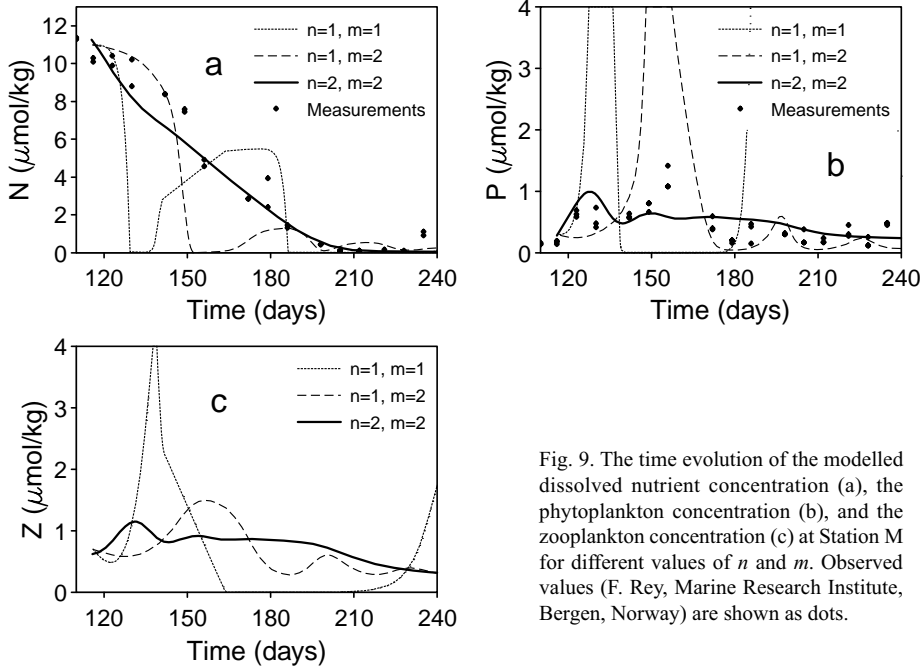 12
10
8
6
4
2
0
N (μmol/kg)
120
150
180
210
240
Time (days)
a
n=1, m=1
n=1, m=2
n=2, m=2
Measurements
4
3
2
1
0
P (μmol/kg)
120
150
180
210
240
Time (days)
b
n=1, m=1
n=1, m=2
n=2, m=2
Measurements
4
3
2
1
0
Z (μmol/kg)
120
150
180
210
240
Time (days)
c
n=1, m=1
n=1, m=2
n=2, m=2
Fig. 9. The time evolution of the modelled
dissolved nutrient concentration (a), the
phytoplankton concentration (b), and the
zooplankton concentration (c) at Station M
for different values of n and m. Observed
values (F. Rey, Marine Research Institute,
Bergen, Norway) are shown as dots.